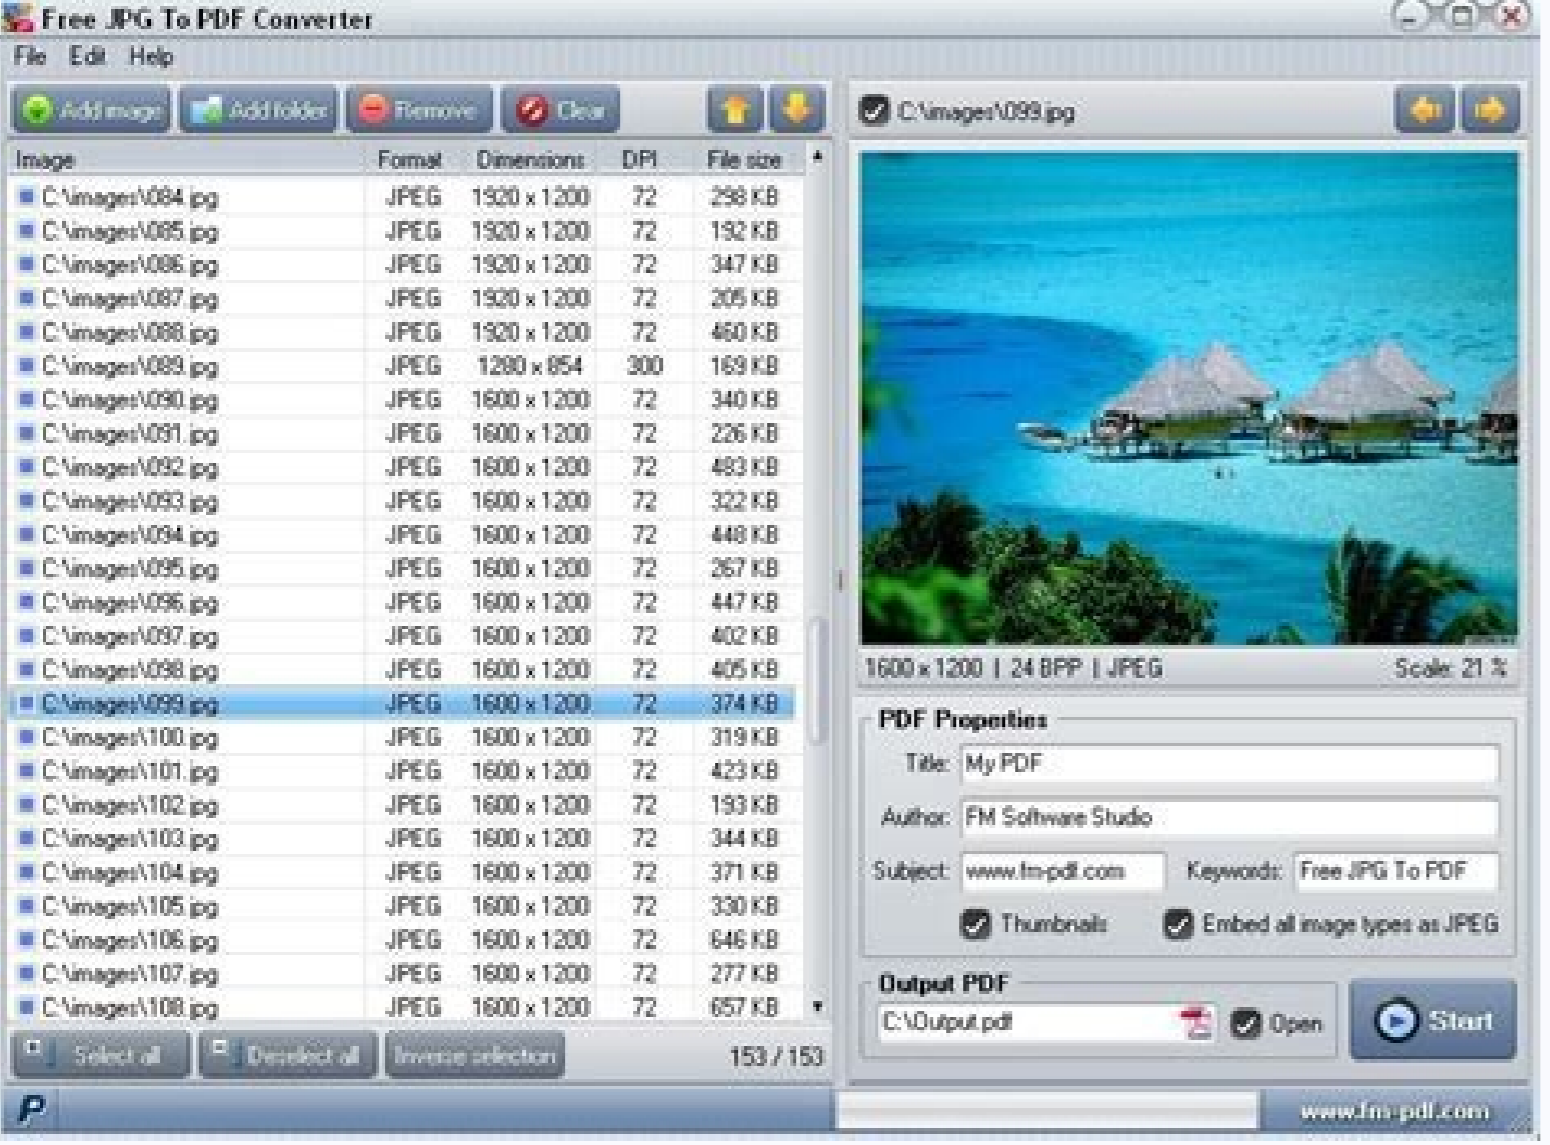 Free JPG To PDF Converter
File Edit Help
Add image Add folder Remove Clear
Image Format Dimensions DPI File size
C:\images\084.jpg JPEG 1920 x 1200 72 298 KB
C:\images\085.jpg JPEG 1920 x 1200 72 192 KB
C:\images\086.jpg JPEG 1920 x 1200 72 347 KB
C:\images\087.jpg JPEG 1920 x 1200 72 205 KB
C:\images\088.jpg JPEG 1920 x 1200 72 460 KB
C:\images\089.jpg JPEG 1280 x 854 300 169 KB
C:\images\090.jpg JPEG 1600 x 1200 72 340 KB
C:\images\091.jpg JPEG 1600 x 1200 72 226 KB
C:\images\092.jpg JPEG 1600 x 1200 72 483 KB
C:\images\093.jpg JPEG 1600 x 1200 72 322 KB
C:\images\094.jpg JPEG 1600 x 1200 72 448 KB
C:\images\095.jpg JPEG 1600 x 1200 72 267 KB
C:\images\096.jpg JPEG 1600 x 1200 72 447 KB
C:\images\097.jpg JPEG 1600 x 1200 72 402 KB
C:\images\098.jpg JPEG 1600 x 1200 72 405 KB
C:\images\099.jpg JPEG 1600 x 1200 72 374 KB
C:\images\100.jpg JPEG 1600 x 1200 72 319 KB
C:\images\101.jpg JPEG 1600 x 1200 72 423 KB
C:\images\102.jpg JPEG 1600 x 1200 72 193 KB
C:\images\103.jpg JPEG 1600 x 1200 72 344 KB
C:\images\104.jpg JPEG 1600 x 1200 72 371 KB
C:\images\105.jpg JPEG 1600 x 1200 72 330 KB
C:\images\106.jpg JPEG 1600 x 1200 72 646 KB
C:\images\107.jpg JPEG 1600 x 1200 72 277 KB
C:\images\108.jpg JPEG 1600 x 1200 72 657 KB
Select all Deselect all Inverse selection 153 / 153
C:\images\099.jpg
1600 x 1200 | 24 BPP | JPEG Scale: 21 %
PDF Properties
Title: My PDF
Author: FM Software Studio
Subject: www.fm-pdf.com Keywords: Free JPG To PDF
Thumbnails Embed all image types as JPEG
Output PDF
C:\Output.pdf Open Start
P www.fm-pdf.com